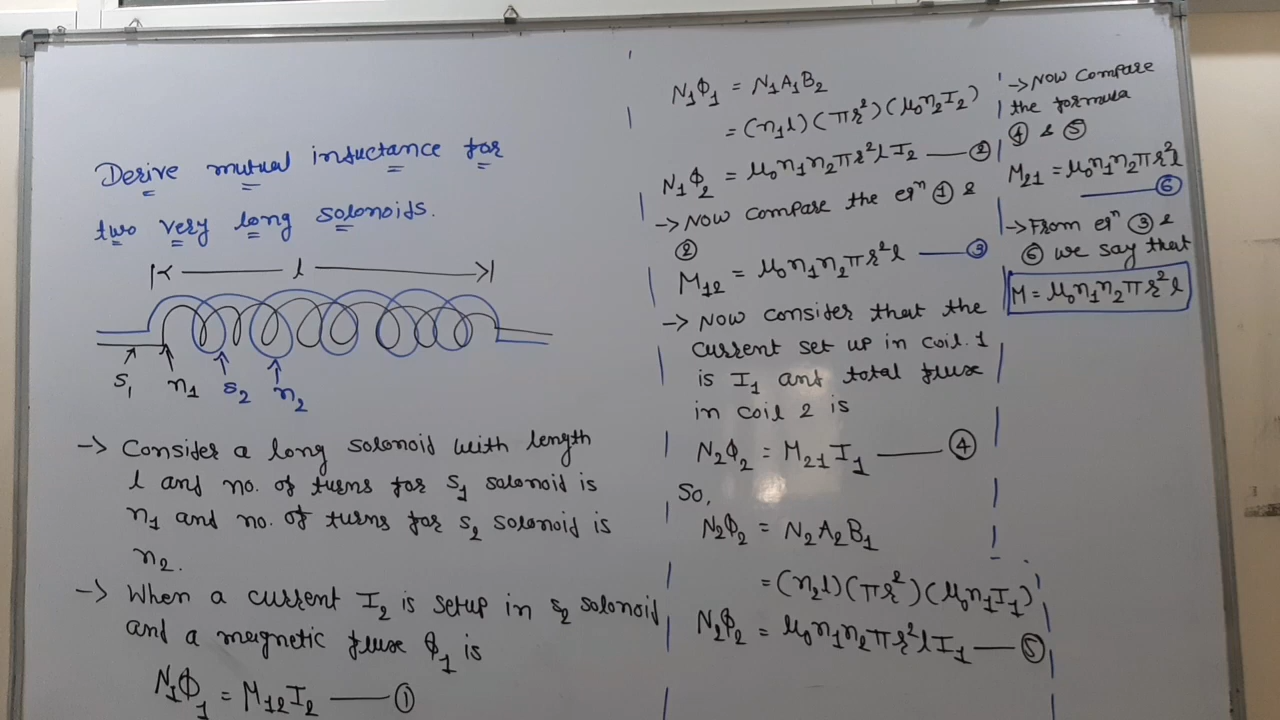 Derive mutual inductance for
two very long solonoids.
l
S₁ n₁ S₂ n₂
-> Consider a long solonoid with length
l and no. of turns for S₁ solonoid is
n₁ and no. of turns for S₂ solonoid is
n₂.
-> When a current I₂ is setup in S₂ solonoid
and a magnetic flux Φ₁ is
N₁Φ₁ = M₁₂I₂ —— ①
N₁Φ₁ = N₁A₁B₂
= (n₁l)(πr²)(μ₀n₂I₂)
N₁Φ₂ = μ₀n₁n₂πr²lI₂ —— ②
-> Now compare the eqⁿ ① &
②
M₁₂ = μ₀n₁n₂πr²l —— ③
-> Now consider that the
current set up in coil.1
is I₁ and total flux
in coil 2 is
N₂Φ₂ = M₂₁I₁ —— ④
So,
N₂Φ₂ = N₂A₂B₁
= (n₂l)(πr²)(μ₀n₁I₁)
N₂Φ₂ = μ₀n₁n₂πr²lI₁ —— ⑤
-> Now compare
the formula
④ & ⑤
M₂₁ = μ₀n₁n₂πr²l
—— ⑥
-> From eqⁿ ③ &
⑥ we say that
M = μ₀n₁n₂πr²l